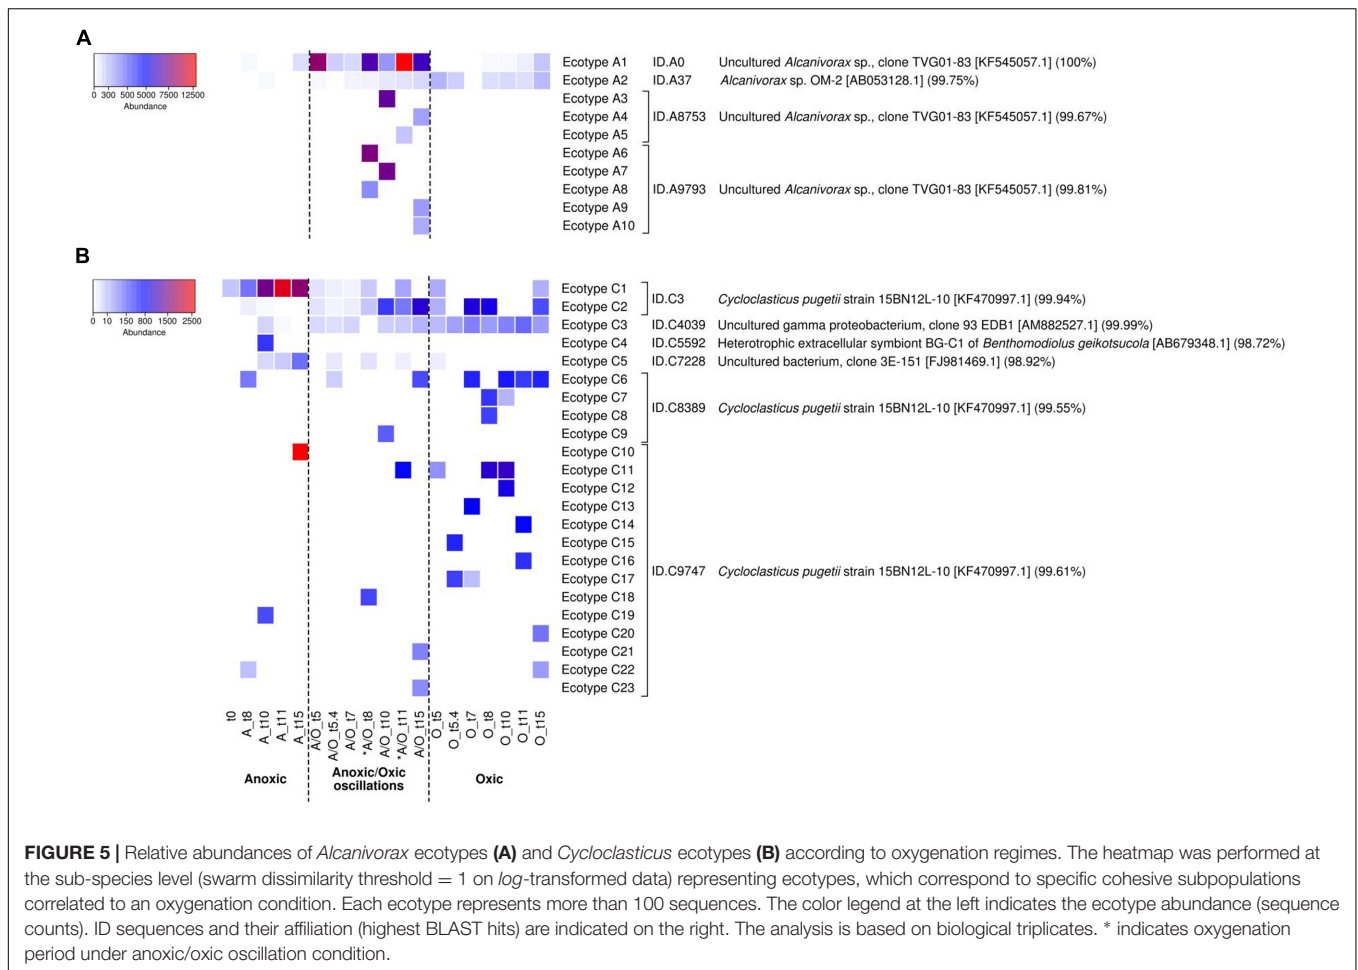 A
0 300 500 5000 7500 12500
Abundance
Ecotype A1 ID.A0 Uncultured Alcanivorax sp., clone TVG01-83 [KF545057.1] (100%)
Ecotype A2 ID.A37 Alcanivorax sp. OM-2 [AB053128.1] (99.75%)
Ecotype A3
Ecotype A4 ID.A8753 Uncultured Alcanivorax sp., clone TVG01-83 [KF545057.1] (99.67%)
Ecotype A5
Ecotype A6
Ecotype A7
Ecotype A8 ID.A9793 Uncultured Alcanivorax sp., clone TVG01-83 [KF545057.1] (99.81%)
Ecotype A9
Ecotype A10
B
0 10 150 800 1500 2500
Abundance
Ecotype C1
ID.C3 Cycloclasticus pugetii strain 15BN12L-10 [KF470997.1] (99.94%)
Ecotype C2
Ecotype C3 ID.C4039 Uncultured gamma proteobacterium, clone 93 EDB1 [AM882527.1] (99.99%)
Ecotype C4 ID.C5592 Heterotrophic extracellular symbiont BG-C1 of Benthomodiolus geikotsucola [AB679348.1] (98.72%)
Ecotype C5 ID.C7228 Uncultured bacterium, clone 3E-151 [FJ981469.1] (98.92%)
Ecotype C6
Ecotype C7
ID.C8389 Cycloclasticus pugetii strain 15BN12L-10 [KF470997.1] (99.55%)
Ecotype C8
Ecotype C9
Ecotype C10
Ecotype C11
Ecotype C12
Ecotype C13
Ecotype C14
Ecotype C15
Ecotype C16
ID.C9747 Cycloclasticus pugetii strain 15BN12L-10 [KF470997.1] (99.61%)
Ecotype C17
Ecotype C18
Ecotype C19
Ecotype C20
Ecotype C21
Ecotype C22
Ecotype C23
t0
A_t8
A_t10
A_t11
A_t15
A/O_t5
A/O_t5.4
A/O_t7
*A/O_t8
A/O_t10
*A/O_t11
A/O_t15
O_t5
O_t5.4
O_t7
O_t8
O_t10
O_t11
O_t15
Anoxic
Anoxic/Oxic
oscillations
Oxic
FIGURE 5 | Relative abundances of Alcanivorax ecotypes (A) and Cycloclasticus ecotypes (B) according to oxygenation regimes. The heatmap was performed at
the sub-species level (swarm dissimilarity threshold = 1 on log-transformed data) representing ecotypes, which correspond to specific cohesive subpopulations
correlated to an oxygenation condition. Each ecotype represents more than 100 sequences. The color legend at the left indicates the ecotype abundance (sequence
counts). ID sequences and their affiliation (highest BLAST hits) are indicated on the right. The analysis is based on biological triplicates. * indicates oxygenation
period under anoxic/oxic oscillation condition.